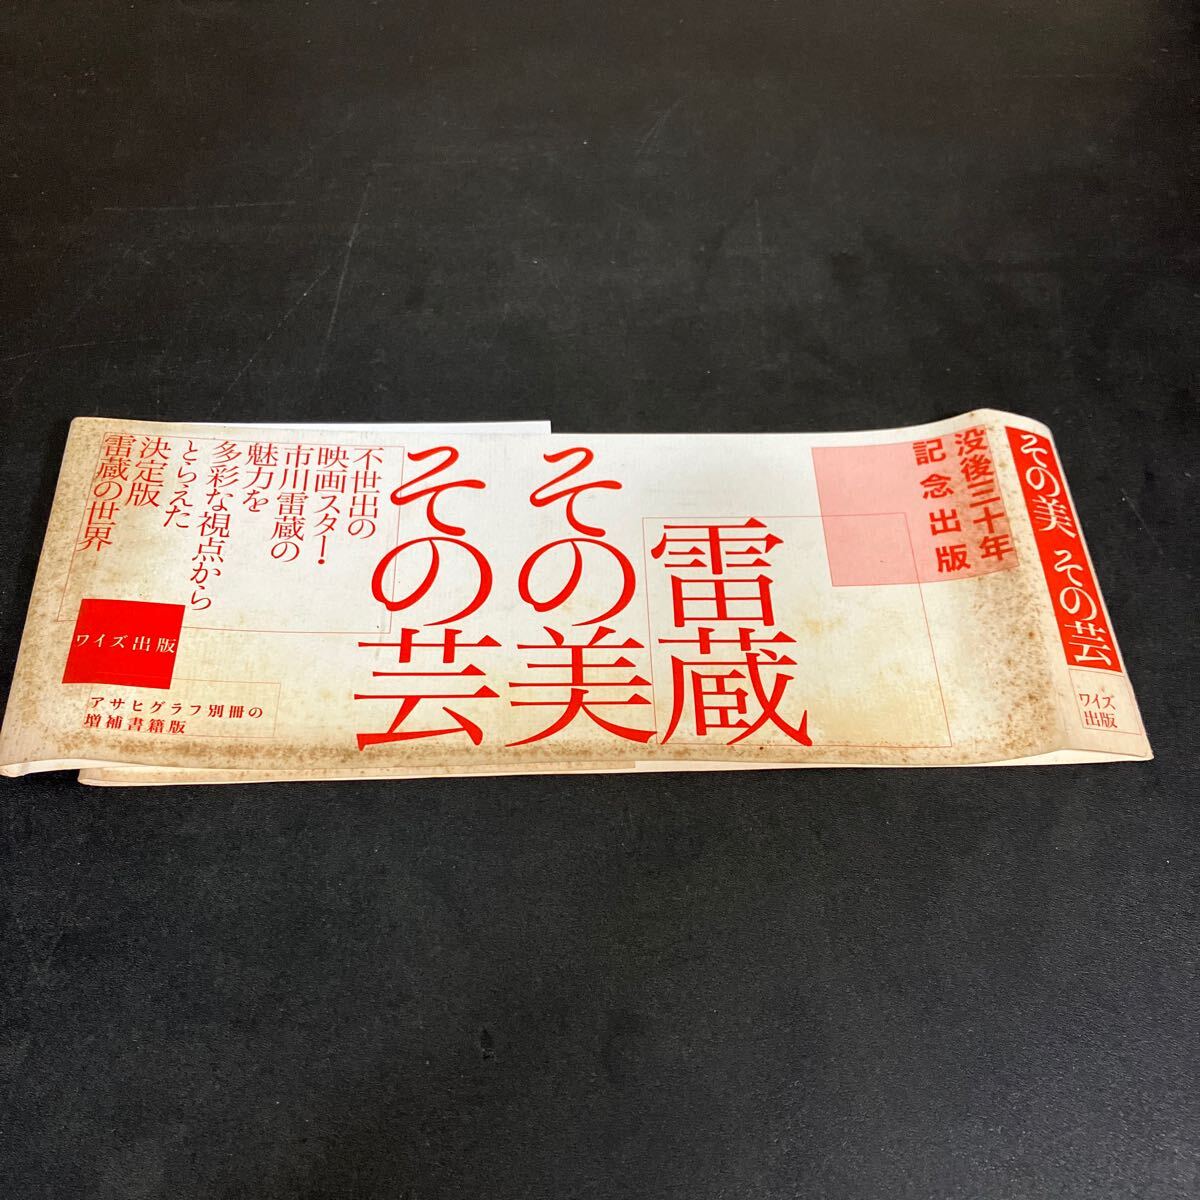 その美 その芸
ワイズ
出版
没後三十年
記念出版
雷蔵
その美
その芸
不世出の
映画スター・
市川雷蔵の
魅力を
多彩な視点から
とらえた
決定版
雷蔵の世界
ワイズ出版
アサヒグラフ別冊の
増補書籍版